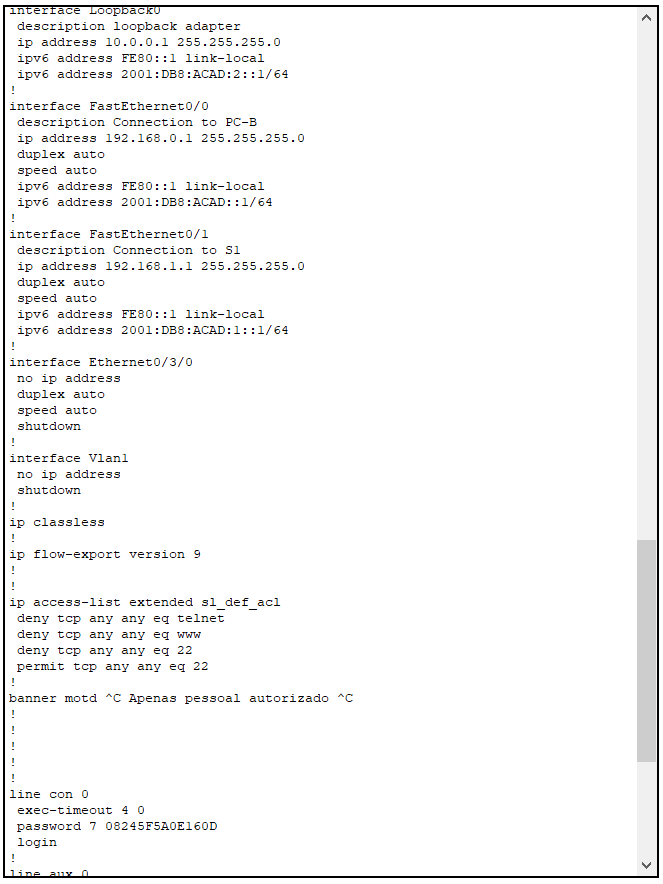 interface Loopback0
description loopback adapter
ip address 10.0.0.1 255.255.255.0
ipv6 address FE80::1 link-local
ipv6 address 2001:DB8:ACAD:2::1/64
!
interface FastEthernet0/0
description Connection to PC-B
ip address 192.168.0.1 255.255.255.0
duplex auto
speed auto
ipv6 address FE80::1 link-local
ipv6 address 2001:DB8:ACAD::1/64
!
interface FastEthernet0/1
description Connection to S1
ip address 192.168.1.1 255.255.255.0
duplex auto
speed auto
ipv6 address FE80::1 link-local
ipv6 address 2001:DB8:ACAD:1::1/64
!
interface Ethernet0/3/0
no ip address
duplex auto
speed auto
shutdown
!
interface Vlan1
no ip address
shutdown
!
ip classless
!
ip flow-export version 9
!
!
ip access-list extended sl_def_acl
deny tcp any any eq telnet
deny tcp any any eq www
deny tcp any any eq 22
permit tcp any any eq 22
!
banner motd ^C Apenas pessoal autorizado ^C
!
!
!
!
!
line con 0
exec-timeout 4 0
password 7 08245F5A0E160D
login
!
line aux 0